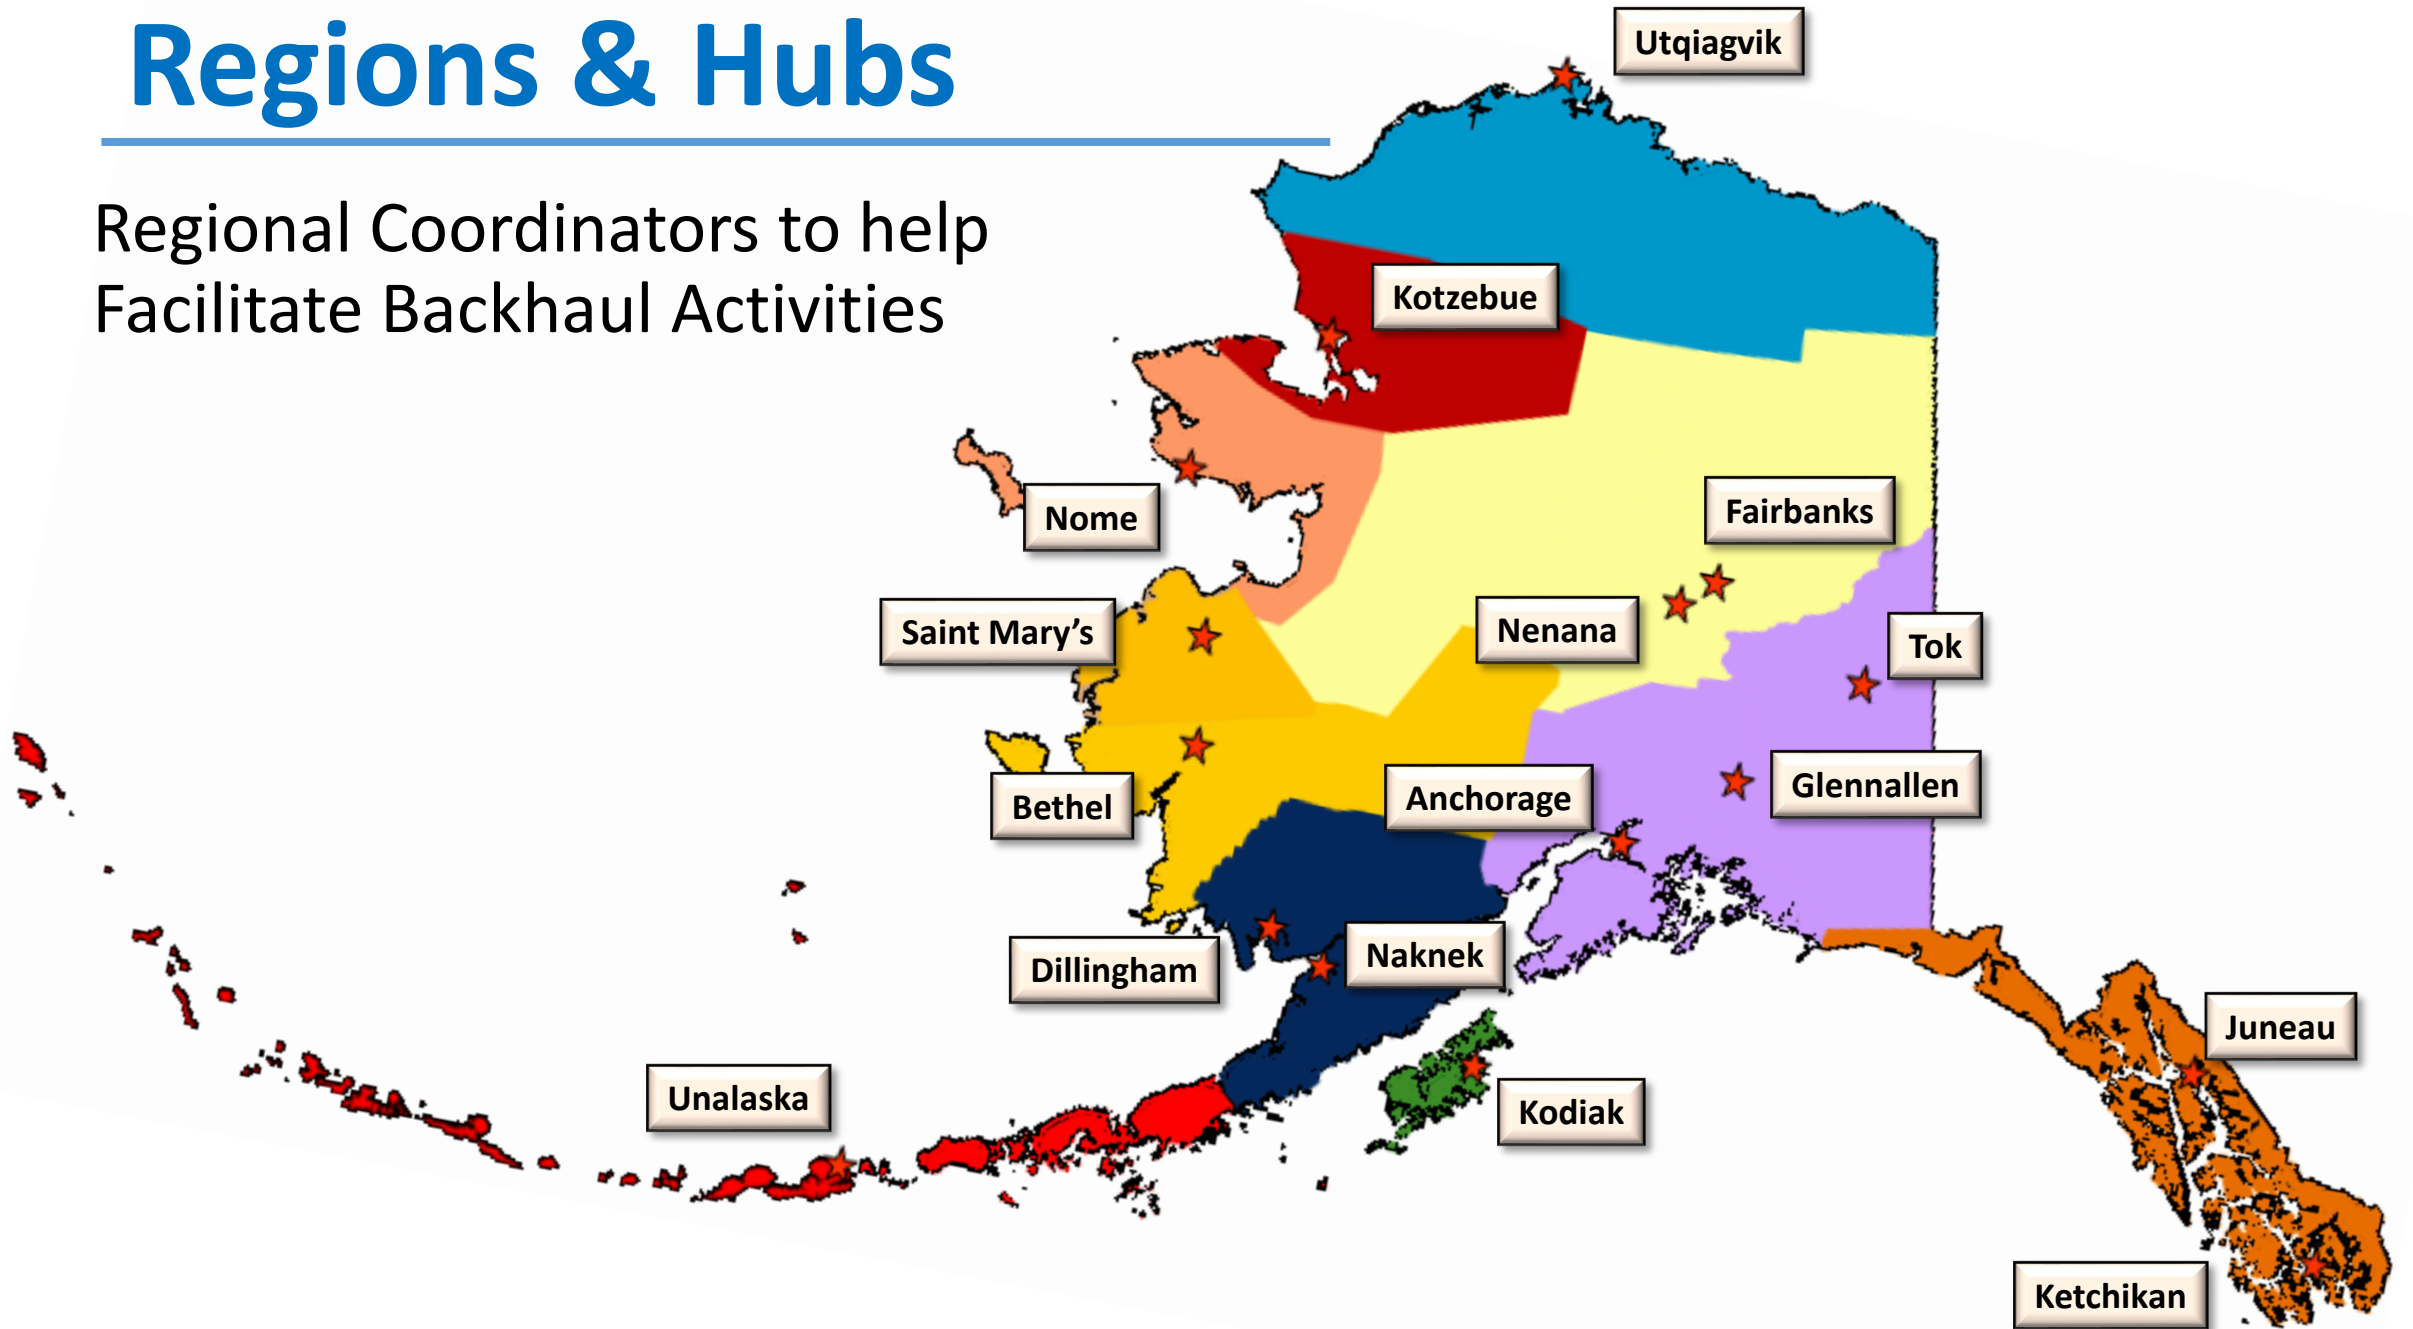 Regions & Hubs
Regional Coordinators to help
Facilitate Backhaul Activities
Utqiagvik
Kotzebue
Fairbanks
Nome
Nenana
Saint Mary’s
Tok
Glennallen
Anchorage
Bethel
Naknek
Dillingham
Juneau
Unalaska
Kodiak
Ketchikan